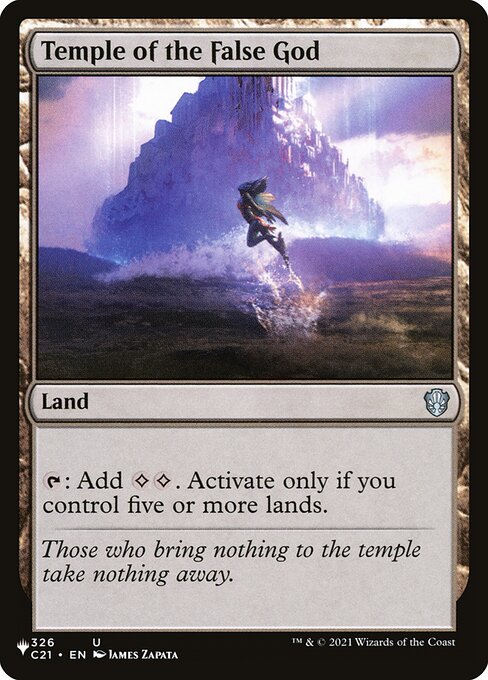 Temple of the False God
Land
: Add . Activate only if you
control five or more lands.
Those who bring nothing to the temple
take nothing away.
326 U
C21 • EN James Zapata
™ & © 2021 Wizards of the Coast